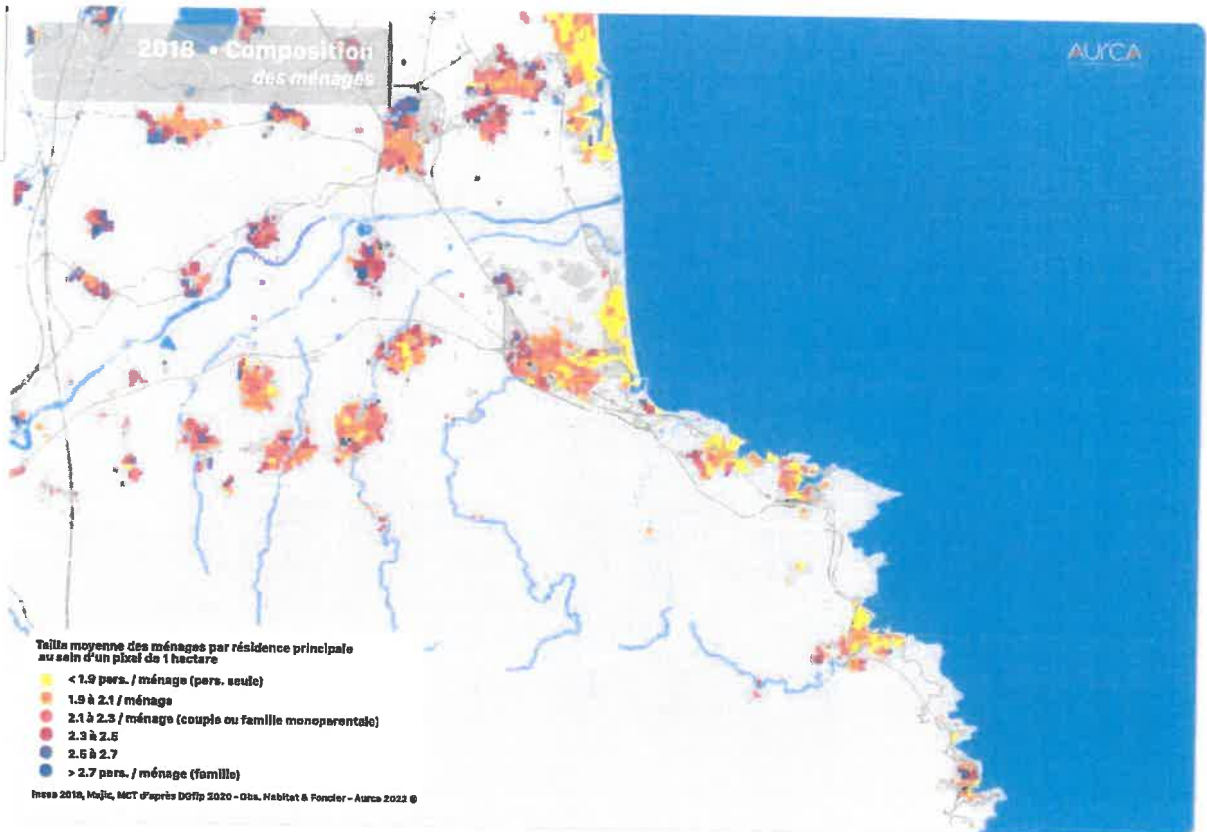 2018 • Composition
des ménages
AURCA
Taille moyenne des ménages par résidence principale
au sein d'un pixel de 1 hectare
< 1.9 pers. / ménage (pers. seule)
1.9 à 2.1 / ménage
2.1 à 2.3 / ménage (couple ou famille monoparentale)
2.3 à 2.5
2.5 à 2.7
> 2.7 pers. / ménage (famille)
Insee 2018, Majic, MCT d'après DGfip 2020 - Obs. Habitat & Foncier - Aurca 2022 ©